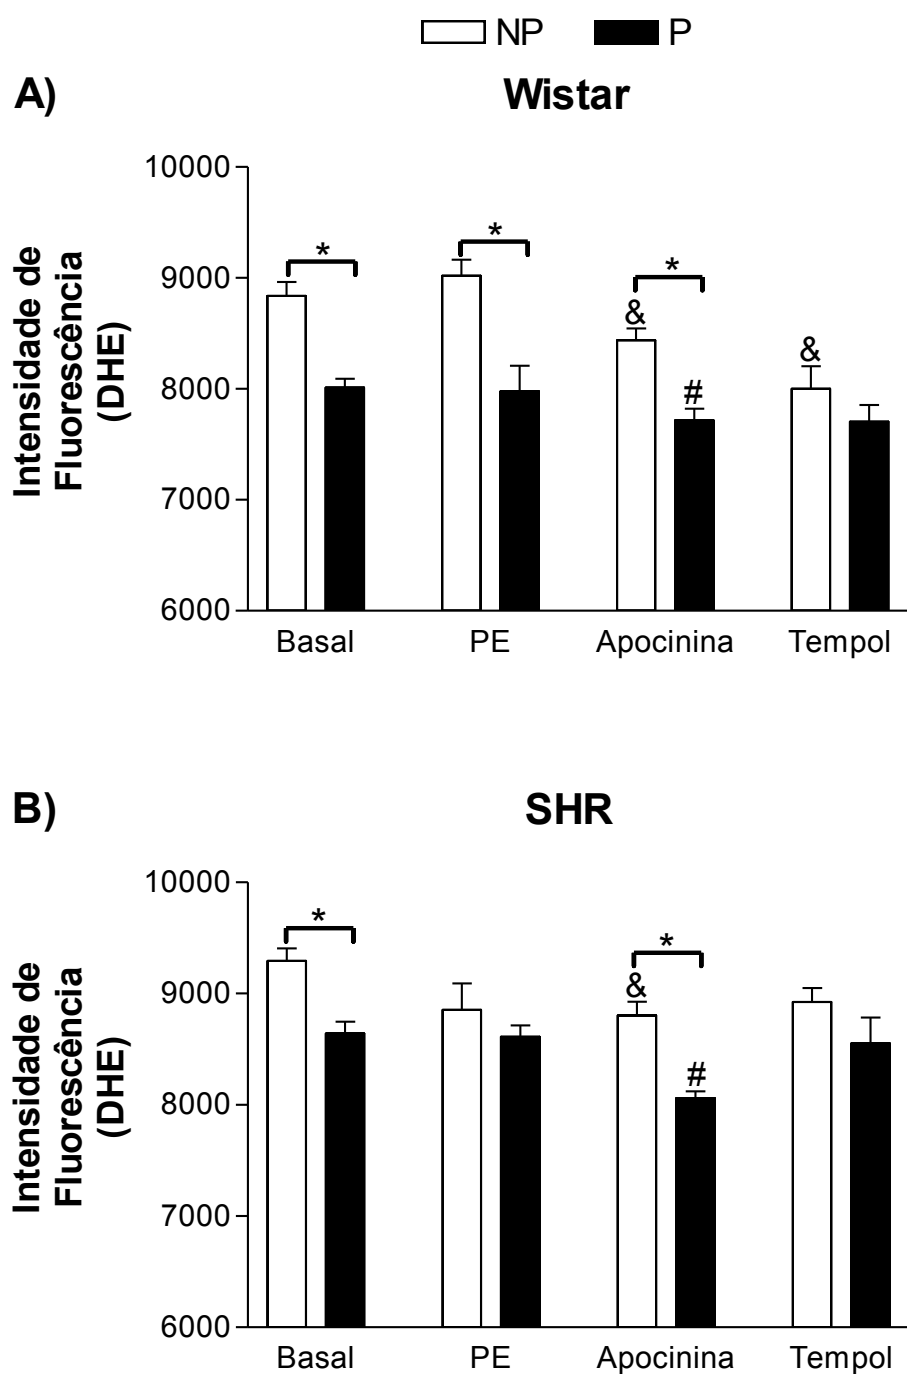 NP P
A) Wistar
10000
9000
8000
7000
6000
Intensidade de
Fluorescência
(DHE)
* * * & # &
Basal PE Apocinina Tempol
B) SHR
10000
9000
8000
7000
6000
Intensidade de
Fluorescência
(DHE)
* * & #
Basal PE Apocinina Tempol